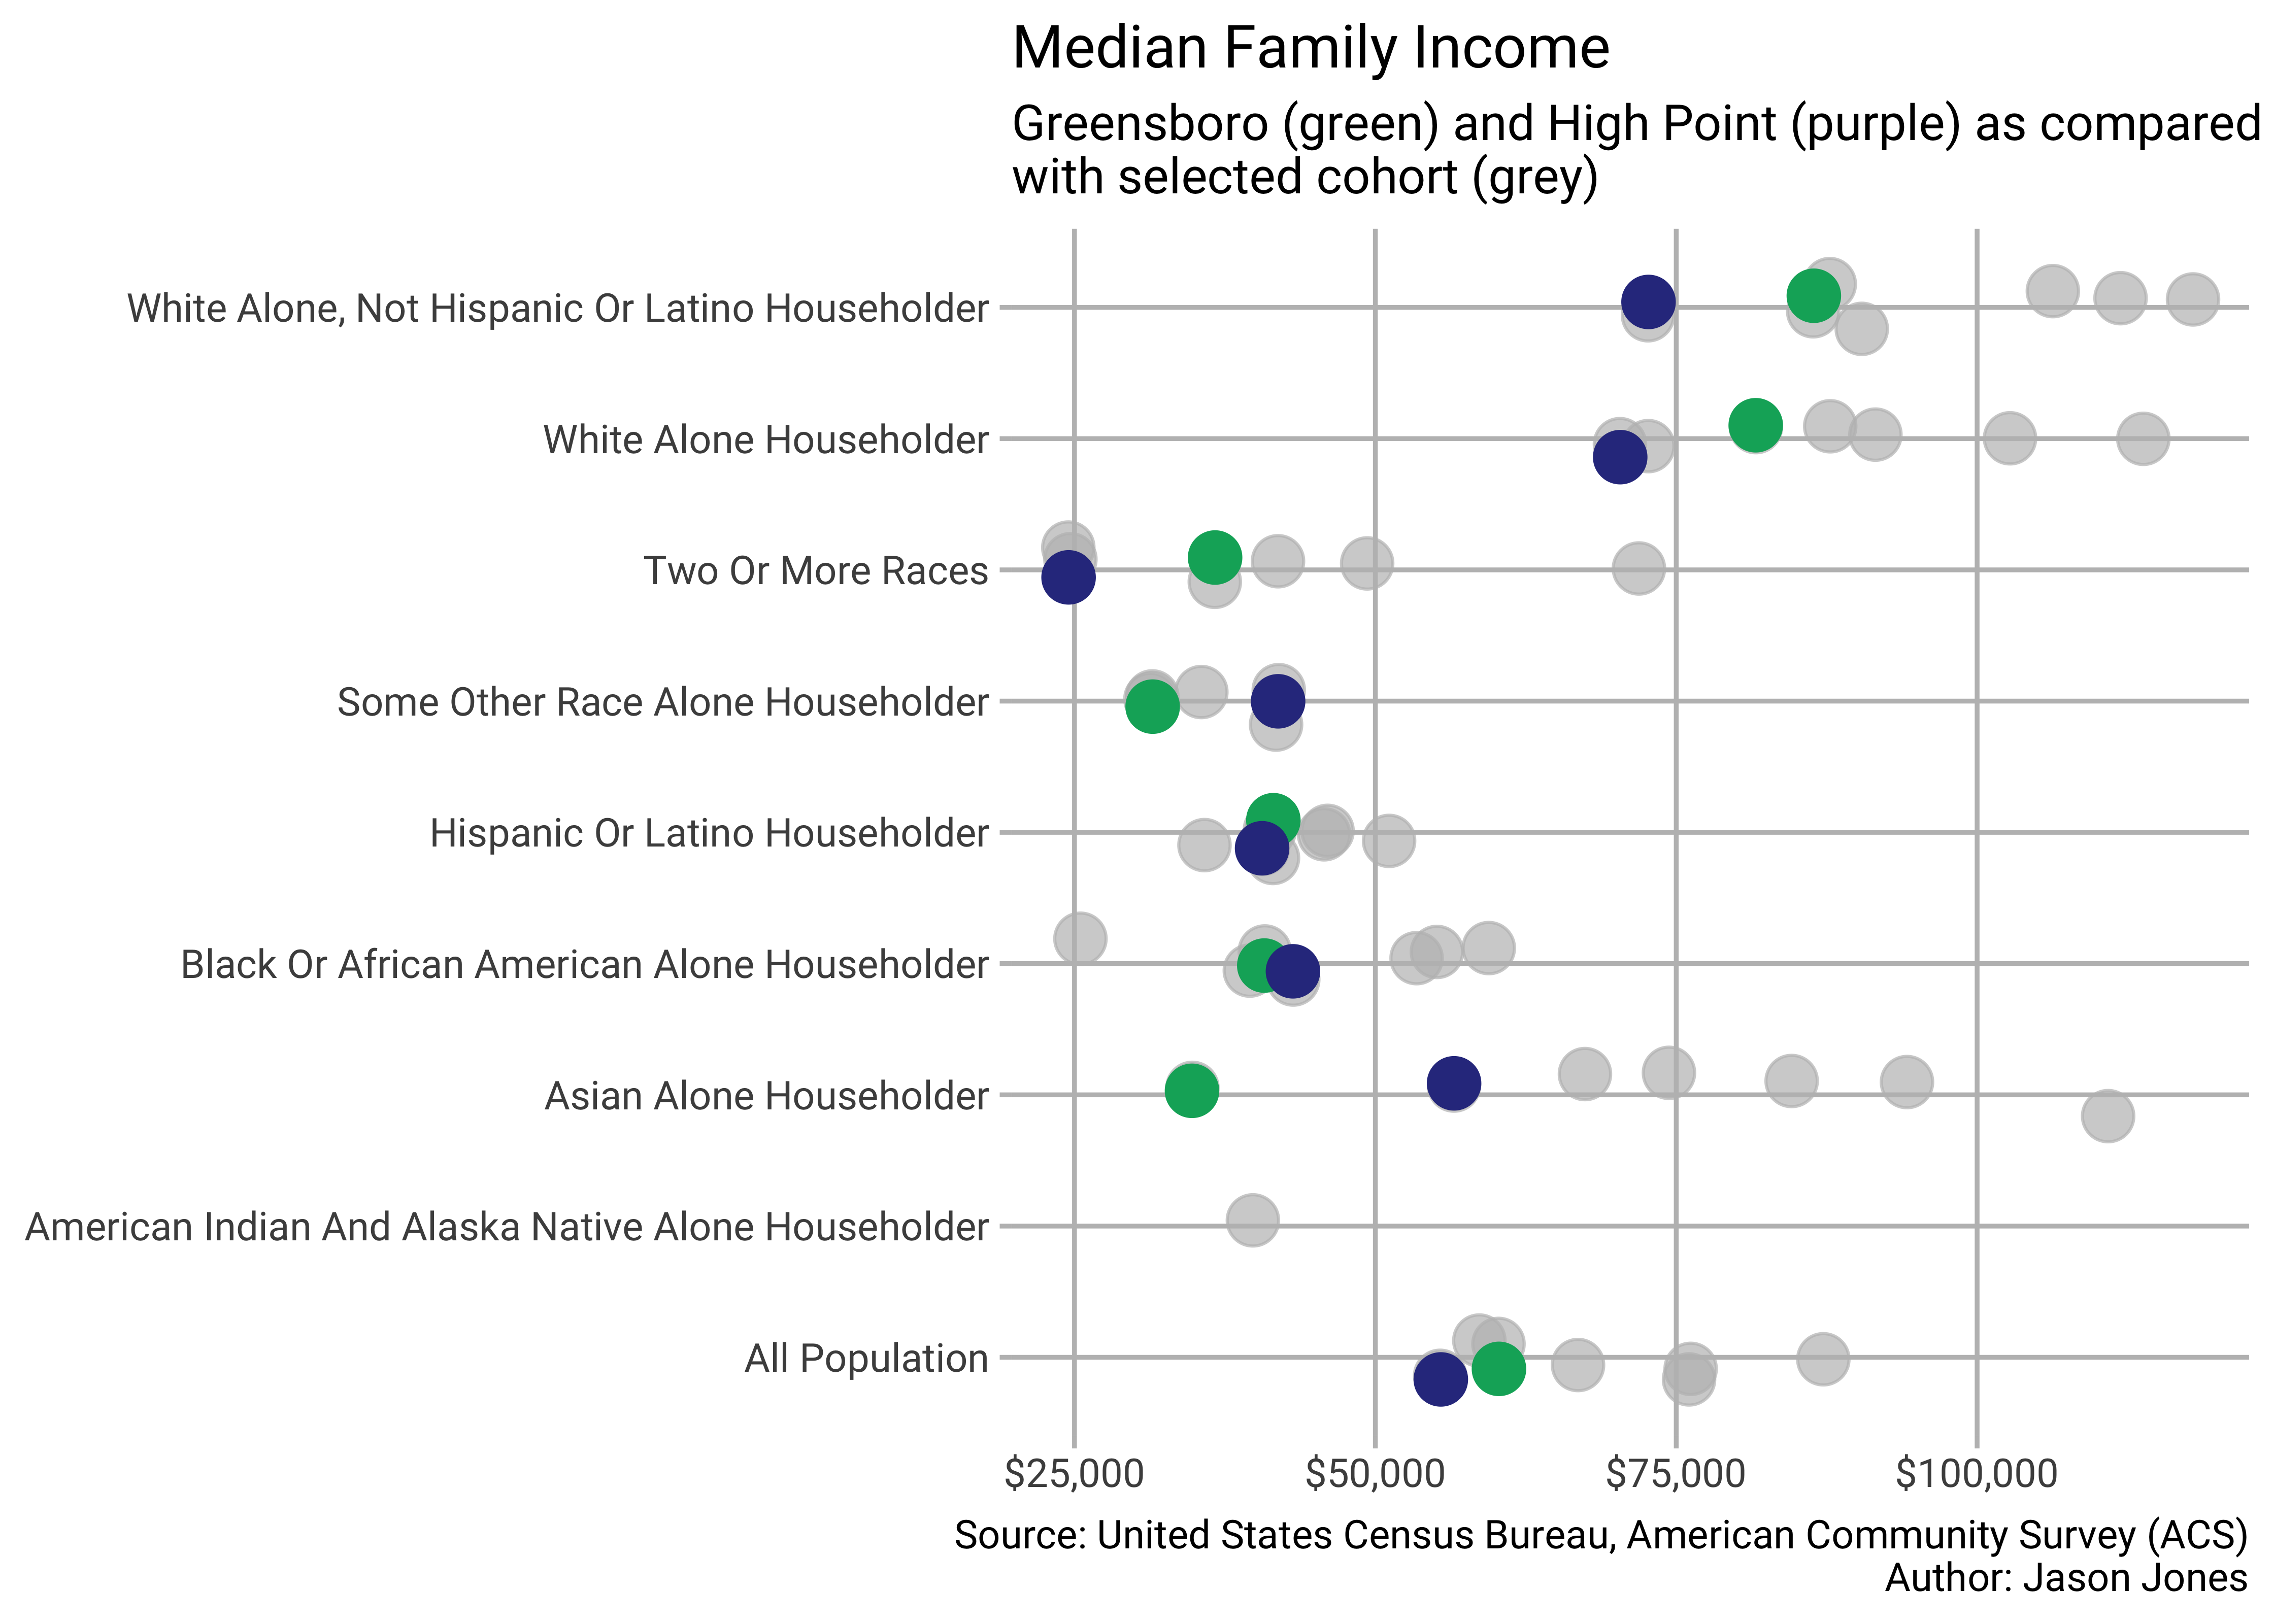 Median Family Income
Greensboro (green) and High Point (purple) as compared
with selected cohort (grey)
White Alone, Not Hispanic Or Latino Householder
White Alone Householder
Two Or More Races
Some Other Race Alone Householder
Hispanic Or Latino Householder
Black Or African American Alone Householder
Asian Alone Householder
American Indian And Alaska Native Alone Householder
All Population
$25,000 $50,000 $75,000 $100,000
Source: United States Census Bureau, American Community Survey (ACS)
Author: Jason Jones